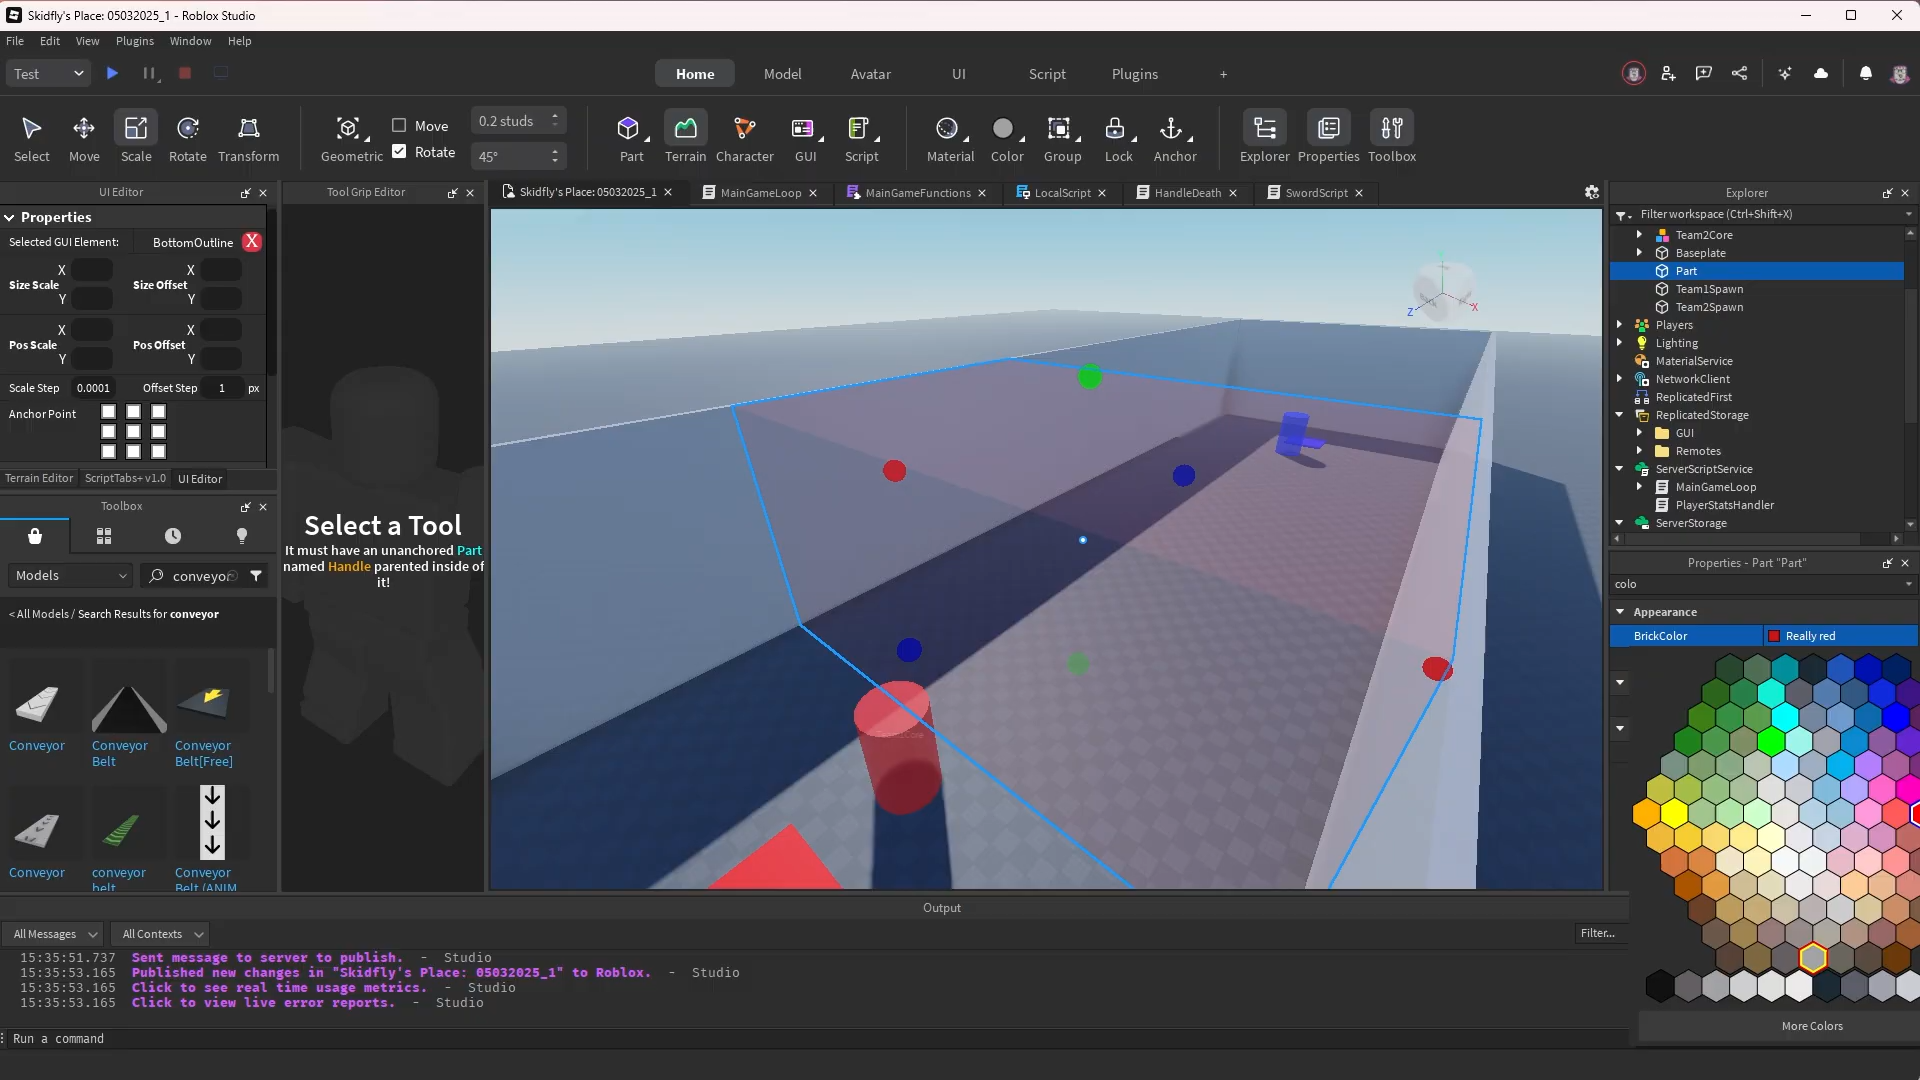 Skidfly's Place: 05032025_1 - Roblox Studio
File Edit View Plugins Window Help
Test
Home Model Avatar UI Script Plugins +
Select Move Scale Rotate Transform
Geometric
Move
Rotate
0.2 studs
45°
Part Terrain Character GUI Script
Material Color Group Lock Anchor
Explorer Properties Toolbox
UI Editor
Properties
Selected GUI Element: BottomOutline X
X X
Size Scale Size Offset
Y Y
X X
Pos Scale Pos Offset
Y Y
Scale Step 0.0001 Offset Step 1 px
Anchor Point
Terrain Editor ScriptTabs+ v1.0 UI Editor
Toolbox
Models
conveyor
< All Models / Search Results for conveyor
Conveyor
Conveyor Belt
Conveyor Belt[Free]
Conveyor
conveyor belt
Conveyor Belt (ANIM
Tool Grip Editor
Select a Tool
It must have an unanchored Part
named Handle parented inside of
it!
Skidfly's Place: 05032025_1 MainGameLoop MainGameFunctions LocalScript HandleDeath SwordScript
Z X
Explorer
Filter workspace (Ctrl+Shift+X)
Team2Core
Baseplate
Part
Team1Spawn
Team2Spawn
Players
Lighting
MaterialService
NetworkClient
ReplicatedFirst
ReplicatedStorage
GUI
Remotes
ServerScriptService
MainGameLoop
PlayerStatsHandler
ServerStorage
Properties - Part "Part"
colo
Appearance
BrickColor Really red
More Colors
Output
All Messages All Contexts Filter...
15:35:51.737 Sent message to server to publish. - Studio
15:35:53.165 Published new changes in "Skidfly's Place: 05032025_1" to Roblox. - Studio
15:35:53.165 Click to see real time usage metrics. - Studio
15:35:53.165 Click to view live error reports. - Studio
Run a command